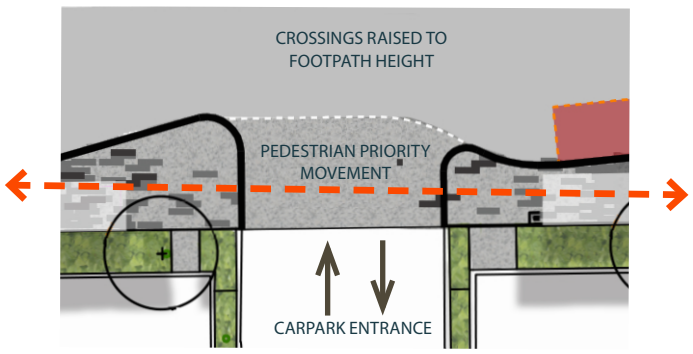 CROSSINGS RAISED TO
FOOTPATH HEIGHT
PEDESTRIAN PRIORITY
MOVEMENT
CARPARK ENTRANCE